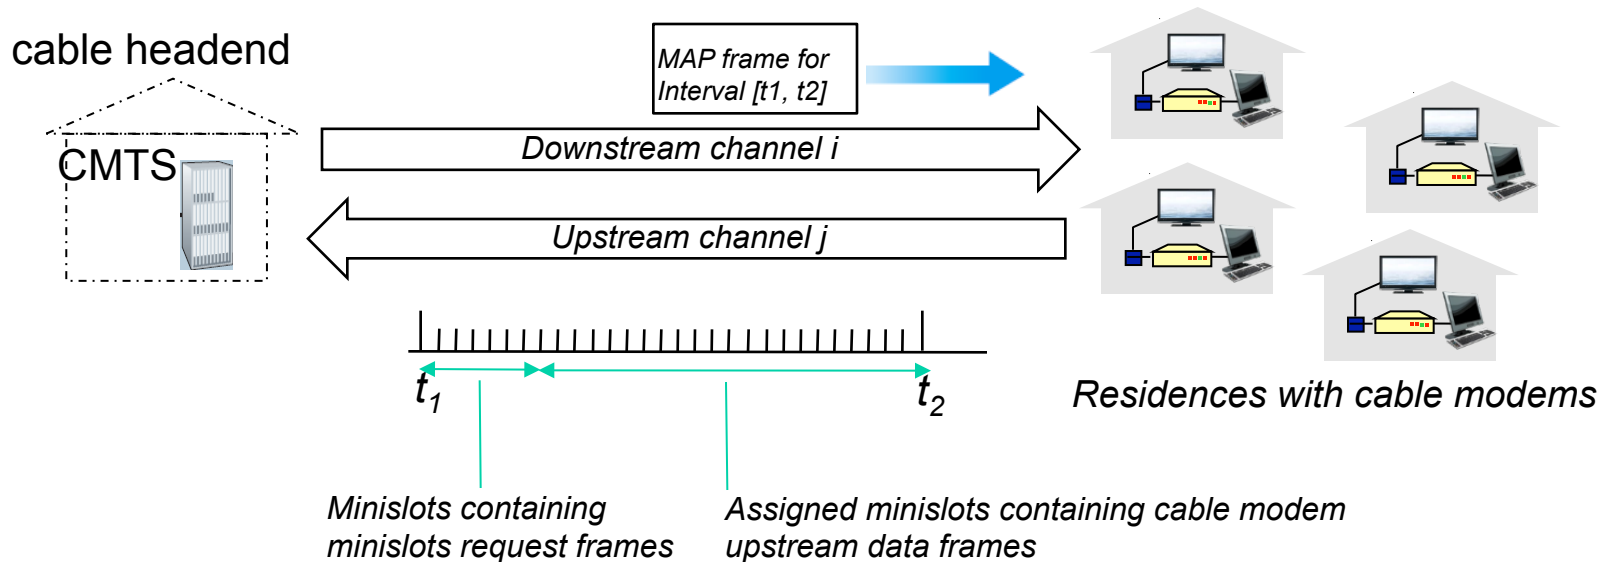 cable headend
MAP frame for
Interval [t1, t2]
CMTS
Downstream channel i
Upstream channel j
t1
t2
Residences with cable modems
Minislots containing
minislots request frames
Assigned minislots containing cable modem
upstream data frames